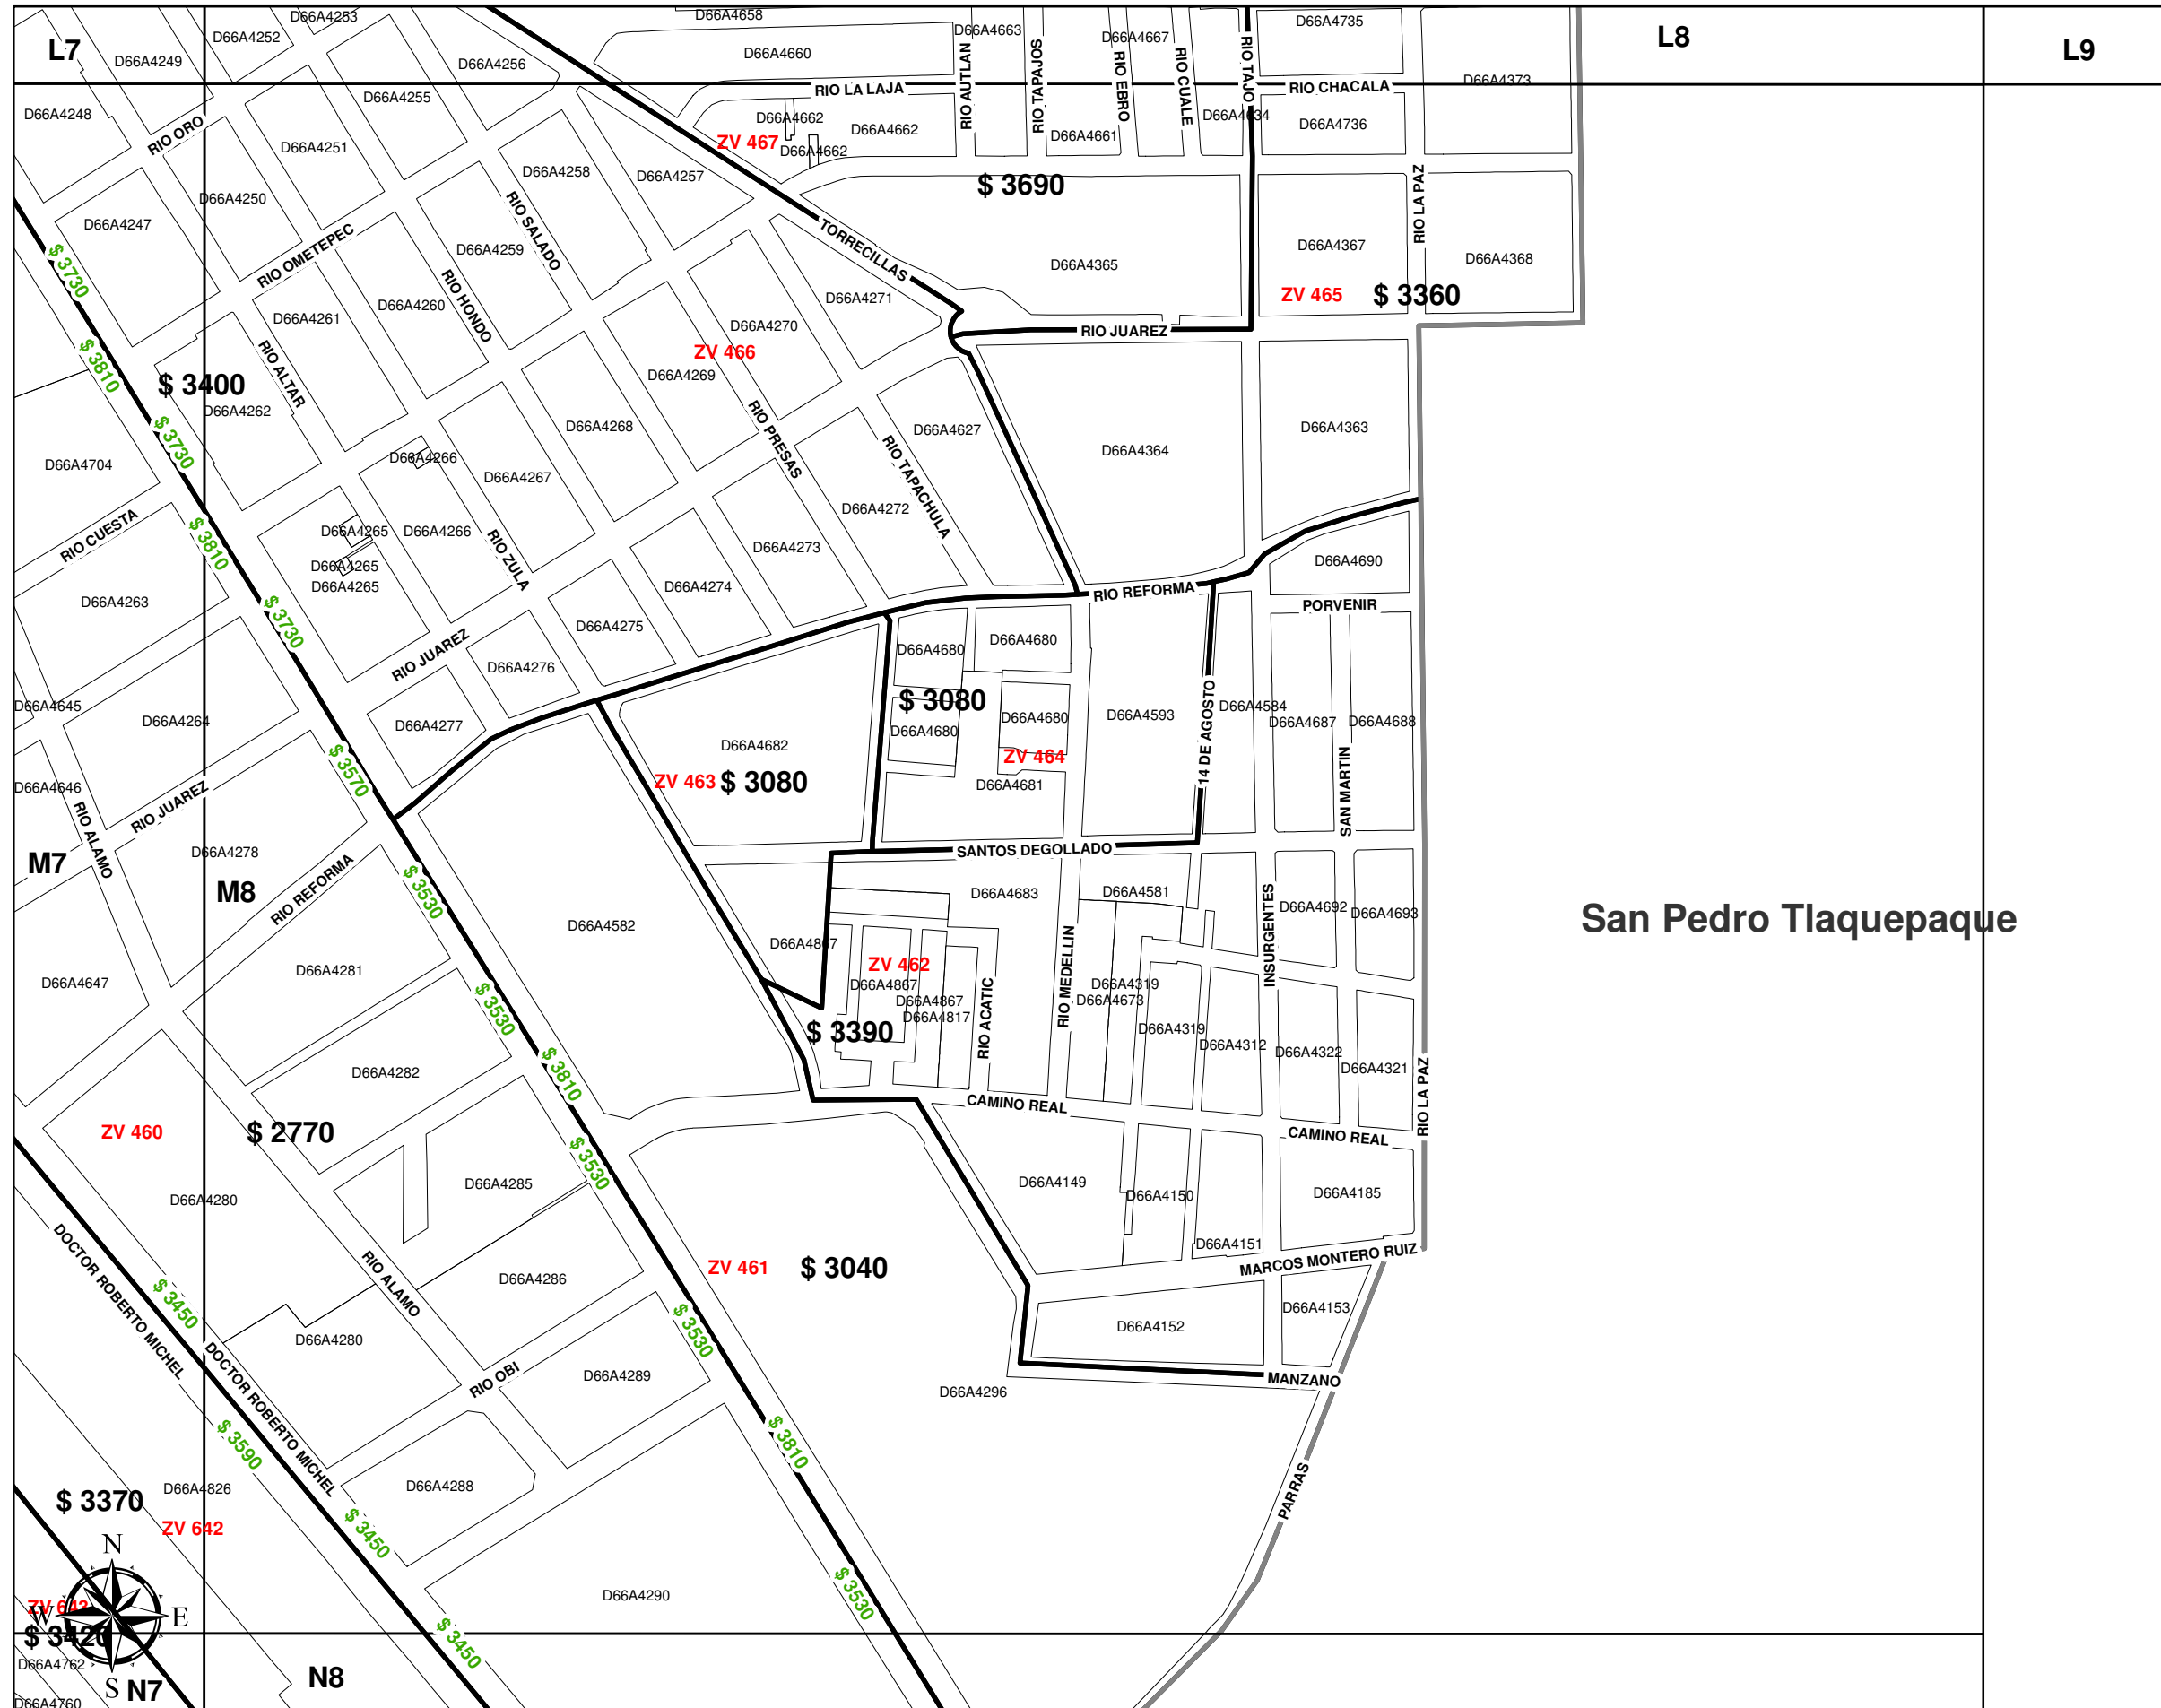 D66A4253
D66A4658
D66A4735
L7
D66A4252
D66A4663
D66A4667
L8
L9
D66A4249
D66A4256
D66A4660
RIO AUTLAN
RIO TAPAJOS
RIO EBRO
RIO CUALE
RIO TAJO
D66A4373
D66A4255
RIO LA LAJA
RIO CHACALA
D66A4248
D66A4662
D66A4662
D66A4661
D66A4634
D66A4736
RIO ORO
D66A4251
ZV 467
D66A4662
D66A4258
D66A4257
$ 3690
D66A4250
RIO LA PAZ
D66A4247
RIO OMETEPEC
RIO SALADO
D66A4259
TORRECILLAS
D66A4367
D66A4368
$ 3730
D66A4365
RIO HONDO
D66A4260
D66A4271
ZV 465
$ 3360
D66A4261
D66A4270
RIO JUAREZ
$ 3810
RIO ALTAR
ZV 466
D66A4269
$ 3400
D66A4262
D66A4268
RIO PRESAS
D66A4627
D66A4363
$ 3730
D66A4704
D66A4266
D66A4267
RIO TAPACHULA
D66A4364
D66A4272
RIO CUESTA
$ 3810
D66A4265
D66A4266
RIO ZULA
D66A4273
D66A4265
D66A4690
D66A4265
D66A4274
RIO REFORMA
D66A4263
$ 3730
D66A4275
PORVENIR
RIO JUAREZ
D66A4276
D66A4680
D66A4680
D66A4645
D66A4264
D66A4277
$ 3080
D66A4680
D66A4680
D66A4593
14 DE AGOSTO
D66A4584
D66A4687
D66A4688
D66A4682
ZV 464
$ 3570
ZV 463
$ 3080
D66A4681
SAN MARTIN
D66A4646
RIO ALAMO
RIO JUAREZ
D66A4278
SANTOS DEGOLLADO
M7
M8
RIO REFORMA
$ 3530
D66A4683
D66A4581
D66A4582
D66A4692
D66A4693
San Pedro Tlaquepaque
D66A4867
INSURGENTES
ZV 462
D66A4647
D66A4281
D66A4867
RIO MEDELLIN
D66A4319
$ 3530
D66A4867
D66A4673
D66A4817
RIO ACATIC
$ 3390
D66A4319
D66A4312
D66A4322
D66A4321
D66A4282
$ 3810
RIO LA PAZ
CAMINO REAL
ZV 460
$ 2770
CAMINO REAL
$ 3530
D66A4285
D66A4149
D66A4150
D66A4185
D66A4280
D66A4151
MARCOS MONTERO RUIZ
DOCTOR ROBERTO MICHEL
RIO ALAMO
D66A4286
ZV 461
$ 3040
$ 3450
D66A4153
D66A4152
$ 3530
D66A4280
DOCTOR ROBERTO MICHEL
RIO OBI
D66A4289
MANZANO
D66A4296
$ 3590
$ 3810
D66A4288
D66A4826
PARRAS
$ 3370
ZV 642
$ 3450
N
D66A4290
$ 3530
ZV 643
W
E
$ 3420
$ 3450
D66A4762
S
N7
N8
D66A4760